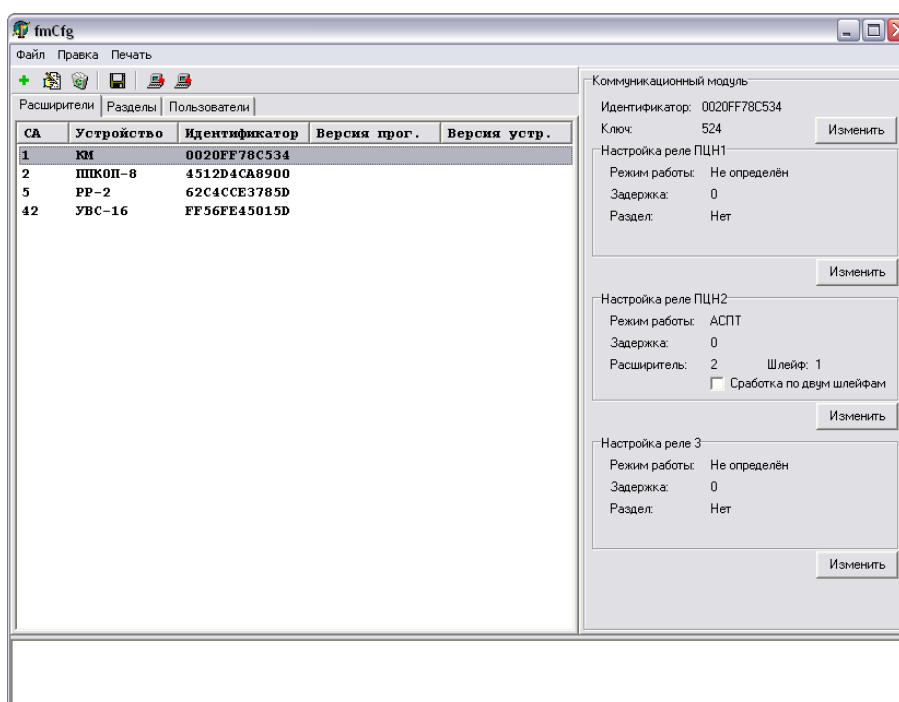 fmCfg
Файл Правка Печать
Расширители Разделы Пользователи
СА Устройство Идентификатор Версия прог. Версия устр.
1 КМ 0020FF78C534
2 ППКОП-8 4512D4CA8900
5 РР-2 62C4CCE3785D
42 УВС-16 FF56FE45015D
Коммуникационный модуль
Идентификатор: 0020FF78C534
Ключ: 524 Изменить
Настройка реле ПЦН1
Режим работы: Не определён
Задержка: 0
Раздел: Нет
Изменить
Настройка реле ПЦН2
Режим работы: АСПТ
Задержка: 0
Расширитель: 2 Шлейф: 1
Сработка по двум шлейфам
Изменить
Настройка реле 3
Режим работы: Не определён
Задержка: 0
Раздел: Нет
Изменить